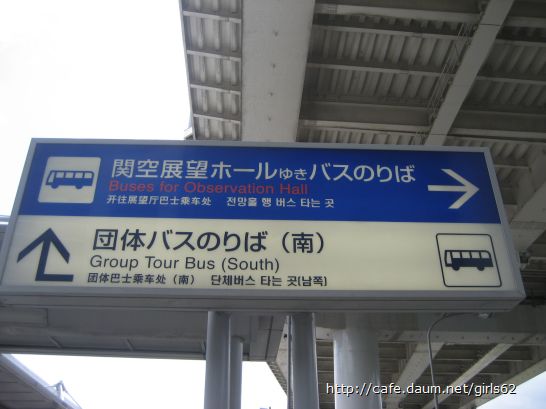 関空展望ホールゆきバスのりば
Buses for Observation Hall
开往展望厅巴士乘车处 전망홀 행 버스 타는 곳
団体バスのりば（南）
Group Tour Bus (South)
团体巴士乘车处（南） 단체버스 타는 곳(남쪽)
http://cafe.daum.net/girls62